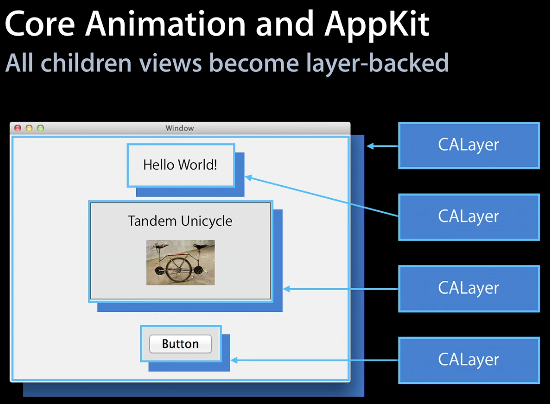 Core Animation and AppKit
All children views become layer-backed
Window
CALayer
Hello World!
CALayer
Tandem Unicycle
CALayer
Button
CALayer